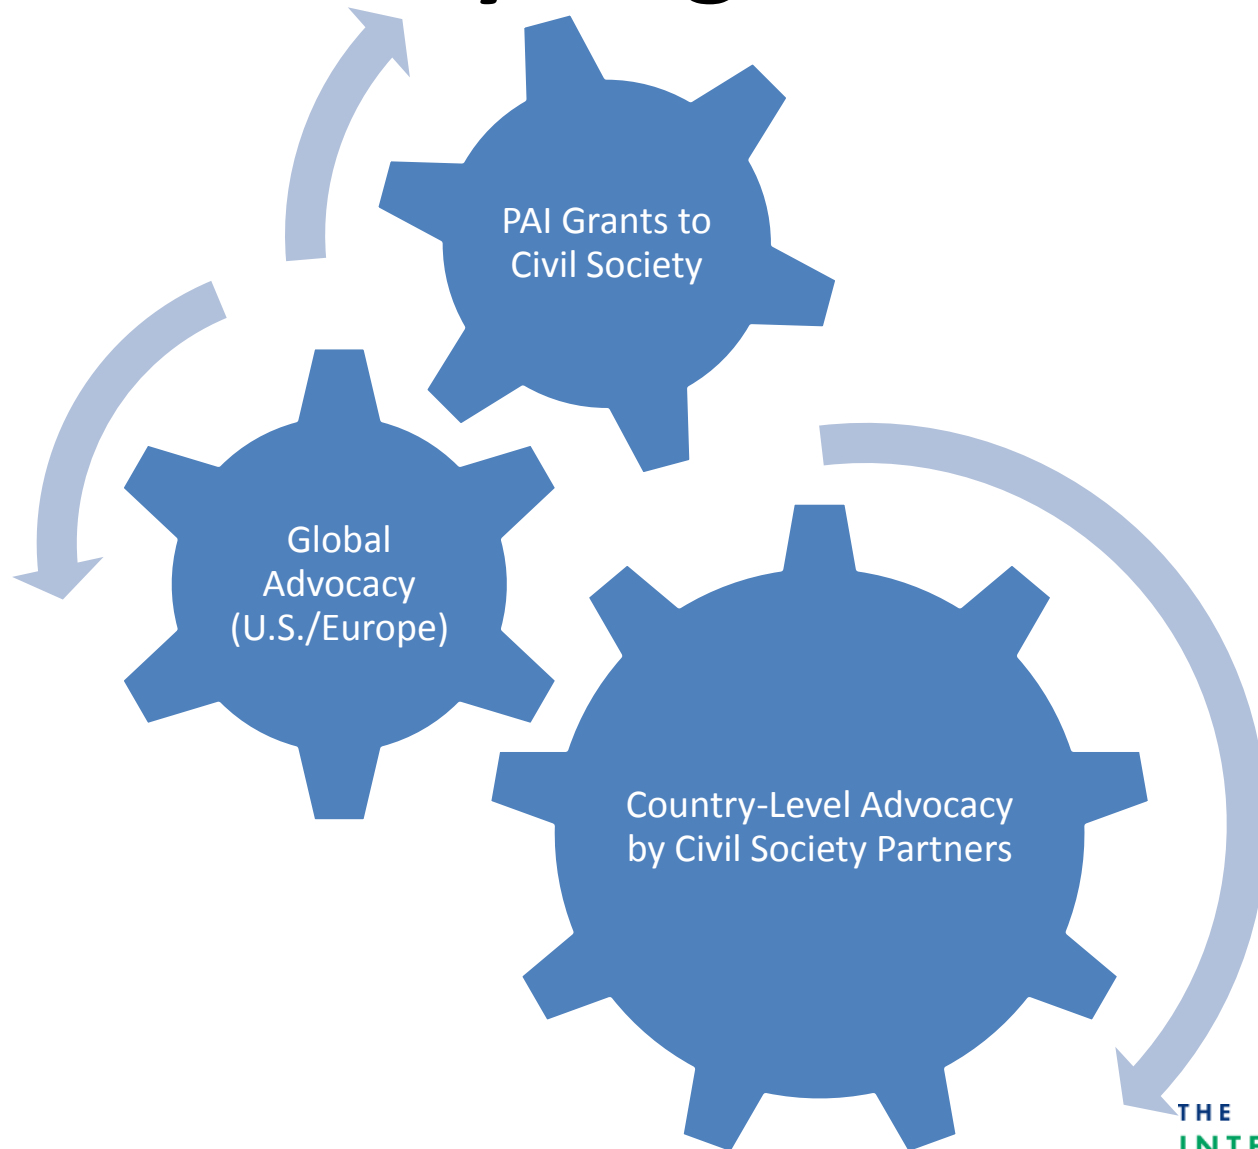 PAI Grants to
Civil Society
Global
Advocacy
(U.S./Europe)
Country-Level Advocacy
by Civil Society Partners
THE